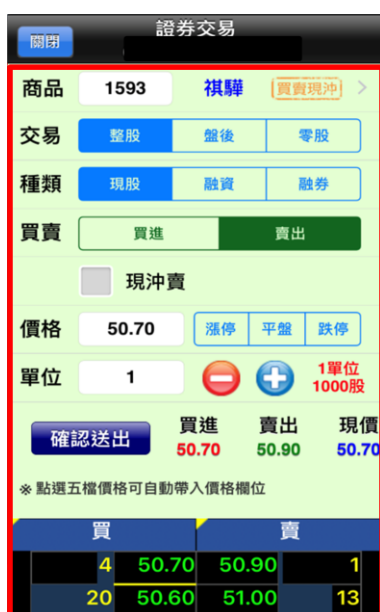 證券交易
關閉
商品 1593 祺驊 買賣現沖 >
交易 整股 盤後 零股
種類 現股 融資 融券
買賣 買進 賣出
現沖賣
價格 50.70 漲停 平盤 跌停
單位 1 1單位
1000股
確認送出 買進 賣出 現價
50.70 50.90 50.70
※ 點選五檔價格可自動帶入價格欄位
買 賣
4 50.70 50.90 1
20 50.60 51.00 13